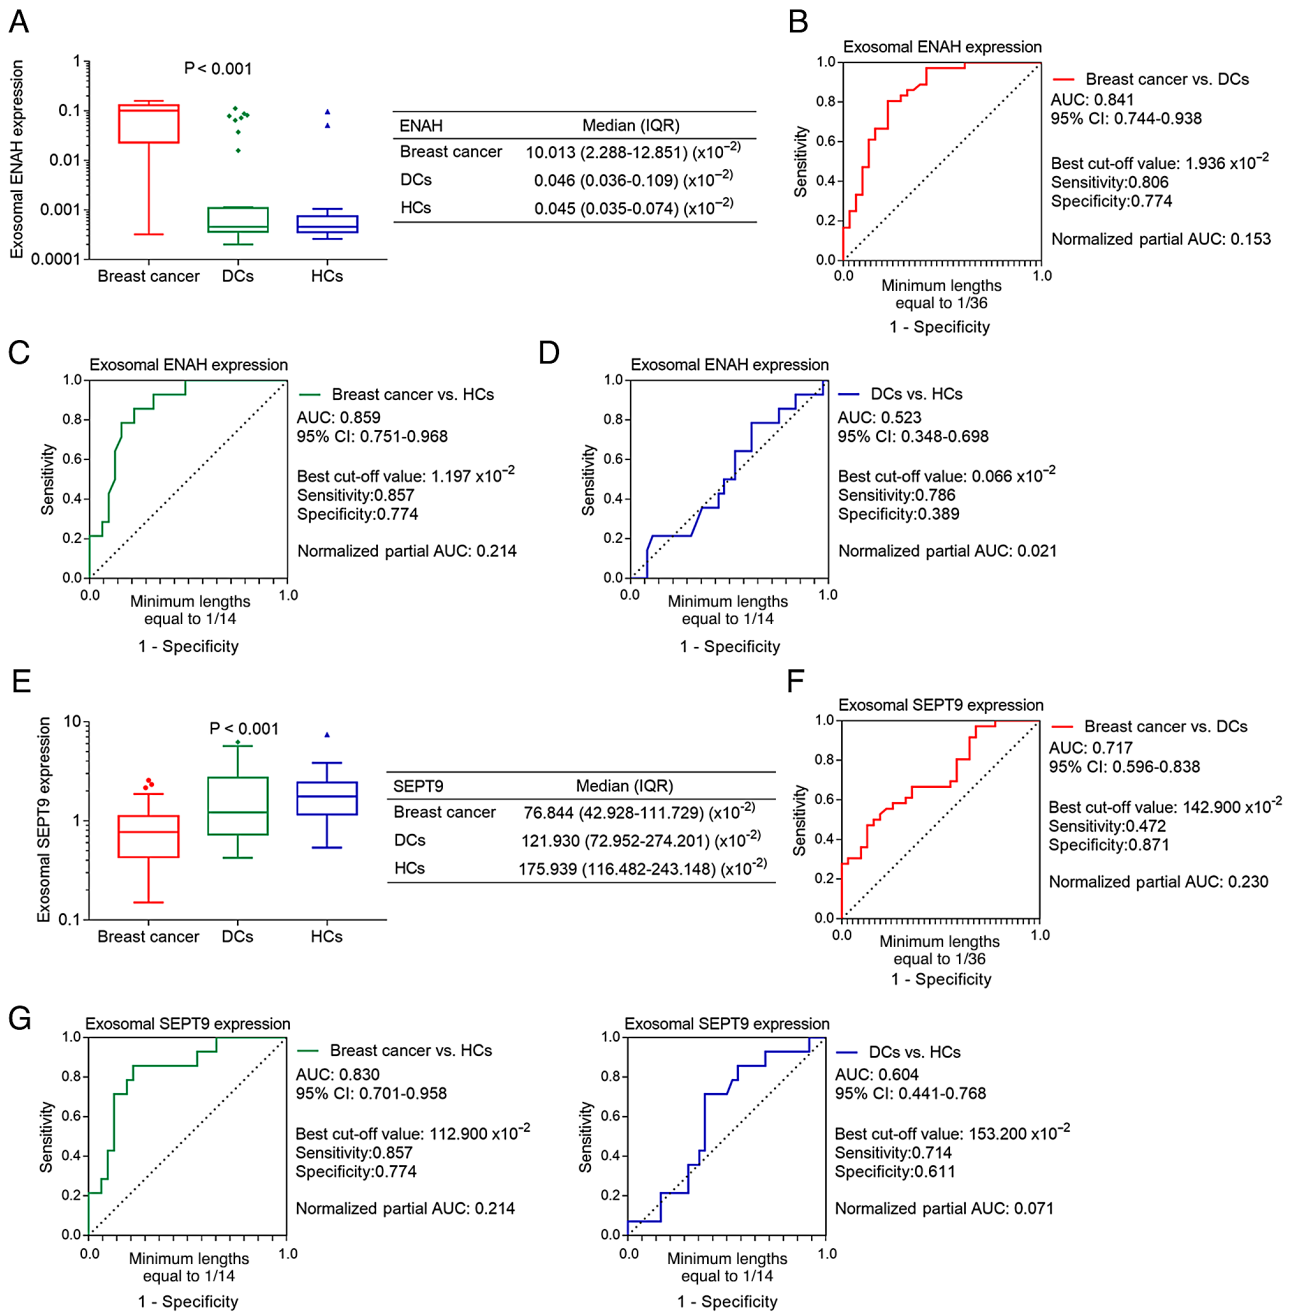 A
Exosomal ENAH expression
1
0.1
0.01
0.001
0.0001
P < 0.001
Breast cancer DCs HCs
ENAH Median (IQR)
Breast cancer 10.013 (2.288-12.851) (x10−2)
DCs 0.046 (0.036-0.109) (x10−2)
HCs 0.045 (0.035-0.074) (x10−2)
B
Exosomal ENAH expression
Sensitivity
1.0
0.8
0.6
0.4
0.2
0.0
0.0 1.0
Minimum lengths
equal to 1/36
1 - Specificity
Breast cancer vs. DCs
AUC: 0.841
95% CI: 0.744-0.938
Best cut-off value: 1.936 x10−2
Sensitivity:0.806
Specificity:0.774
Normalized partial AUC: 0.153
C
Exosomal ENAH expression
Sensitivity
1.0
0.8
0.6
0.4
0.2
0.0
0.0 1.0
Minimum lengths
equal to 1/14
1 - Specificity
Breast cancer vs. HCs
AUC: 0.859
95% CI: 0.751-0.968
Best cut-off value: 1.197 x10−2
Sensitivity:0.857
Specificity:0.774
Normalized partial AUC: 0.214
D
Exosomal ENAH expression
Sensitivity
1.0
0.8
0.6
0.4
0.2
0.0
0.0 1.0
Minimum lengths
equal to 1/14
1 - Specificity
DCs vs. HCs
AUC: 0.523
95% CI: 0.348-0.698
Best cut-off value: 0.066 x10−2
Sensitivity:0.786
Specificity:0.389
Normalized partial AUC: 0.021
E
Exosomal SEPT9 expression
10
1
0.1
P < 0.001
Breast cancer DCs HCs
SEPT9 Median (IQR)
Breast cancer 76.844 (42.928-111.729) (x10-2)
DCs 121.930 (72.952-274.201) (x10-2)
HCs 175.939 (116.482-243.148) (x10-2)
F
Exosomal SEPT9 expression
Sensitivity
1.0
0.8
0.6
0.4
0.2
0.0
0.0 1.0
Minimum lengths
equal to 1/36
1 - Specificity
Breast cancer vs. DCs
AUC: 0.717
95% CI: 0.596-0.838
Best cut-off value: 142.900 x10−2
Sensitivity:0.472
Specificity:0.871
Normalized partial AUC: 0.230
G
Exosomal SEPT9 expression
Sensitivity
1.0
0.8
0.6
0.4
0.2
0.0
0.0 1.0
Minimum lengths
equal to 1/14
1 - Specificity
Breast cancer vs. HCs
AUC: 0.830
95% CI: 0.701-0.958
Best cut-off value: 112.900 x10−2
Sensitivity:0.857
Specificity:0.774
Normalized partial AUC: 0.214
Exosomal SEPT9 expression
Sensitivity
1.0
0.8
0.6
0.4
0.2
0.0
0.0 1.0
Minimum lengths
equal to 1/14
1 - Specificity
DCs vs. HCs
AUC: 0.604
95% CI: 0.441-0.768
Best cut-off value: 153.200 x10−2
Sensitivity:0.714
Specificity:0.611
Normalized partial AUC: 0.071